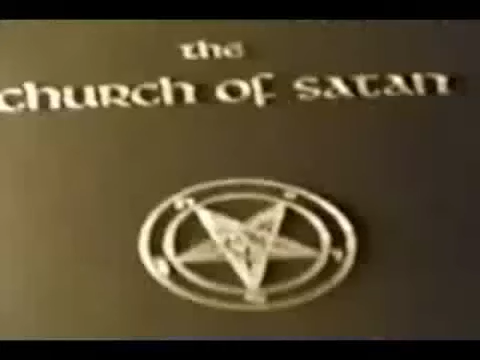 the
church of satan